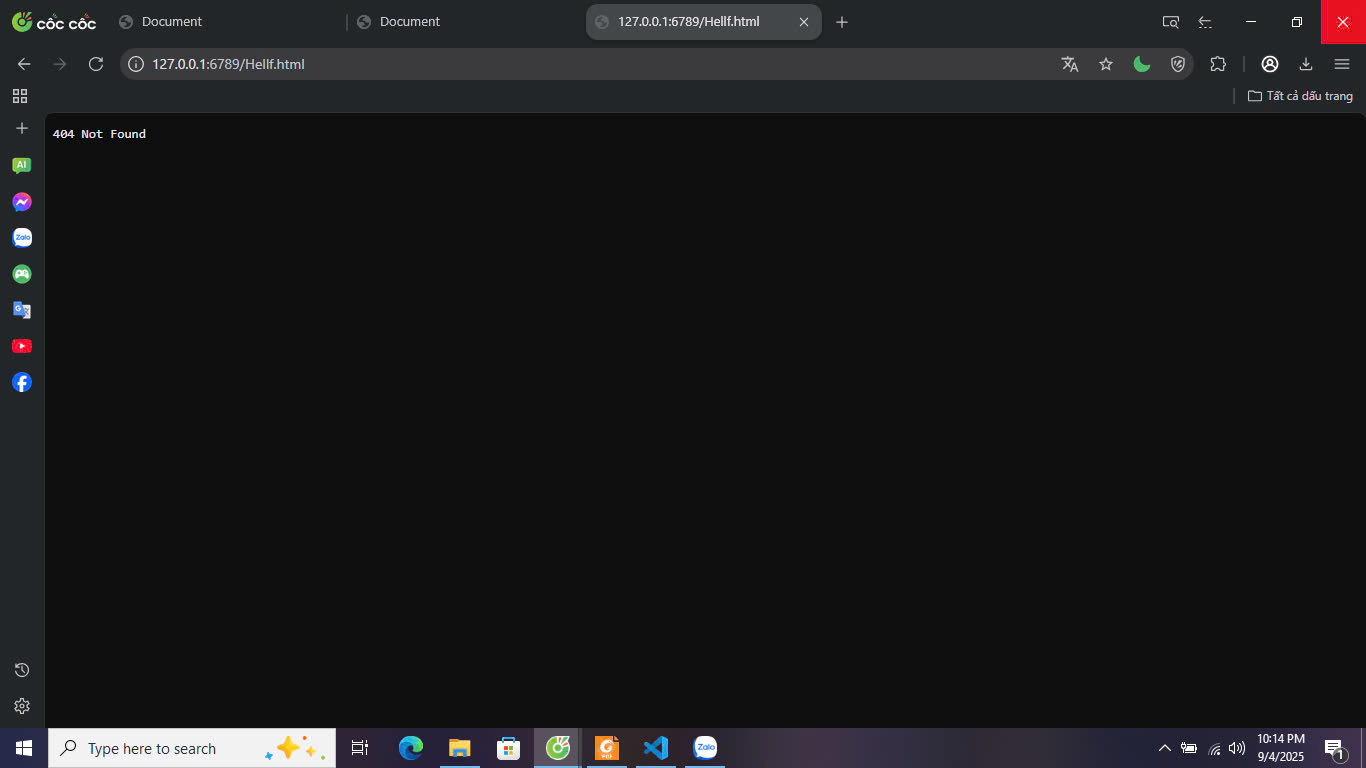 cốc cốc
Document
Document
127.0.0.1:6789/Hellf.html
127.0.0.1:6789/Hellf.html
Tất cả dấu trang
404 Not Found
AI
Zalo
G
Type here to search
PDF
Zalo
10:14 PM
9/4/2025
1